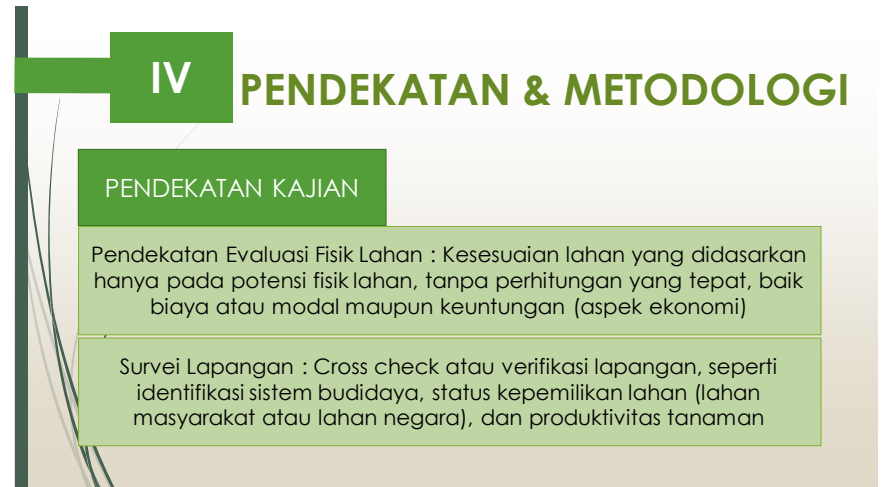 IV
PENDEKATAN & METODOLOGI
PENDEKATAN KAJIAN
Pendekatan Evaluasi Fisik Lahan : Kesesuaian lahan yang didasarkan
hanya pada potensi fisik lahan, tanpa perhitungan yang tepat, baik
biaya atau modal maupun keuntungan (aspek ekonomi)
Survei Lapangan : Cross check atau verifikasi lapangan, seperti
identifikasi sistem budidaya, status kepemilikan lahan (lahan
masyarakat atau lahan negara), dan produktivitas tanaman